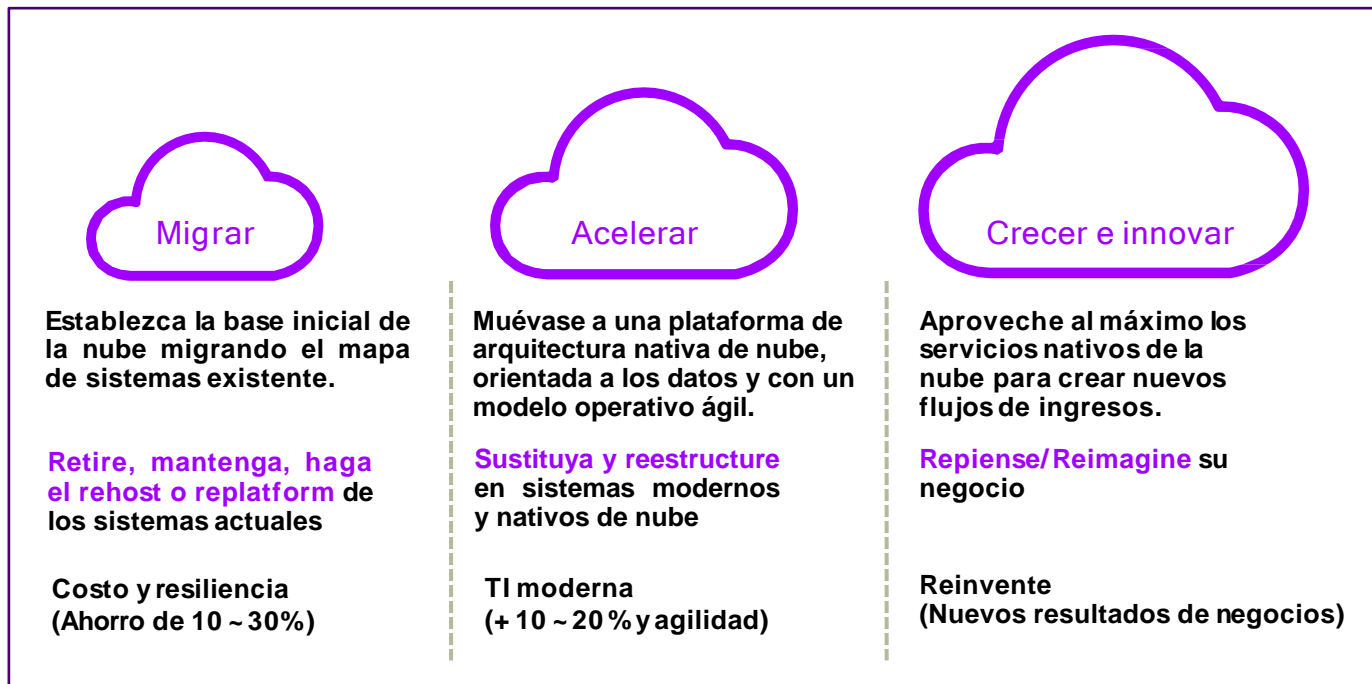 Migrar
Establezca la base inicial de
la nube migrando el mapa
de sistemas existente.
Retire, mantenga, haga
el rehost o replatform de
los sistemas actuales
Costo y resiliencia
(Ahorro de 10 ~ 30%)
Acelerar
Muévase a una plataforma de
arquitectura nativa de nube,
orientada a los datos y con un
modelo operativo ágil.
Sustituya y reestructure
en sistemas modernos
y nativos de nube
TI moderna
(+ 10 ~ 20 % y agilidad)
Crecer e innovar
Aproveche al máximo los
servicios nativos de la
nube para crear nuevos
flujos de ingresos.
Repiense/Reimagine su
negocio
Reinvente
(Nuevos resultados de negocios)